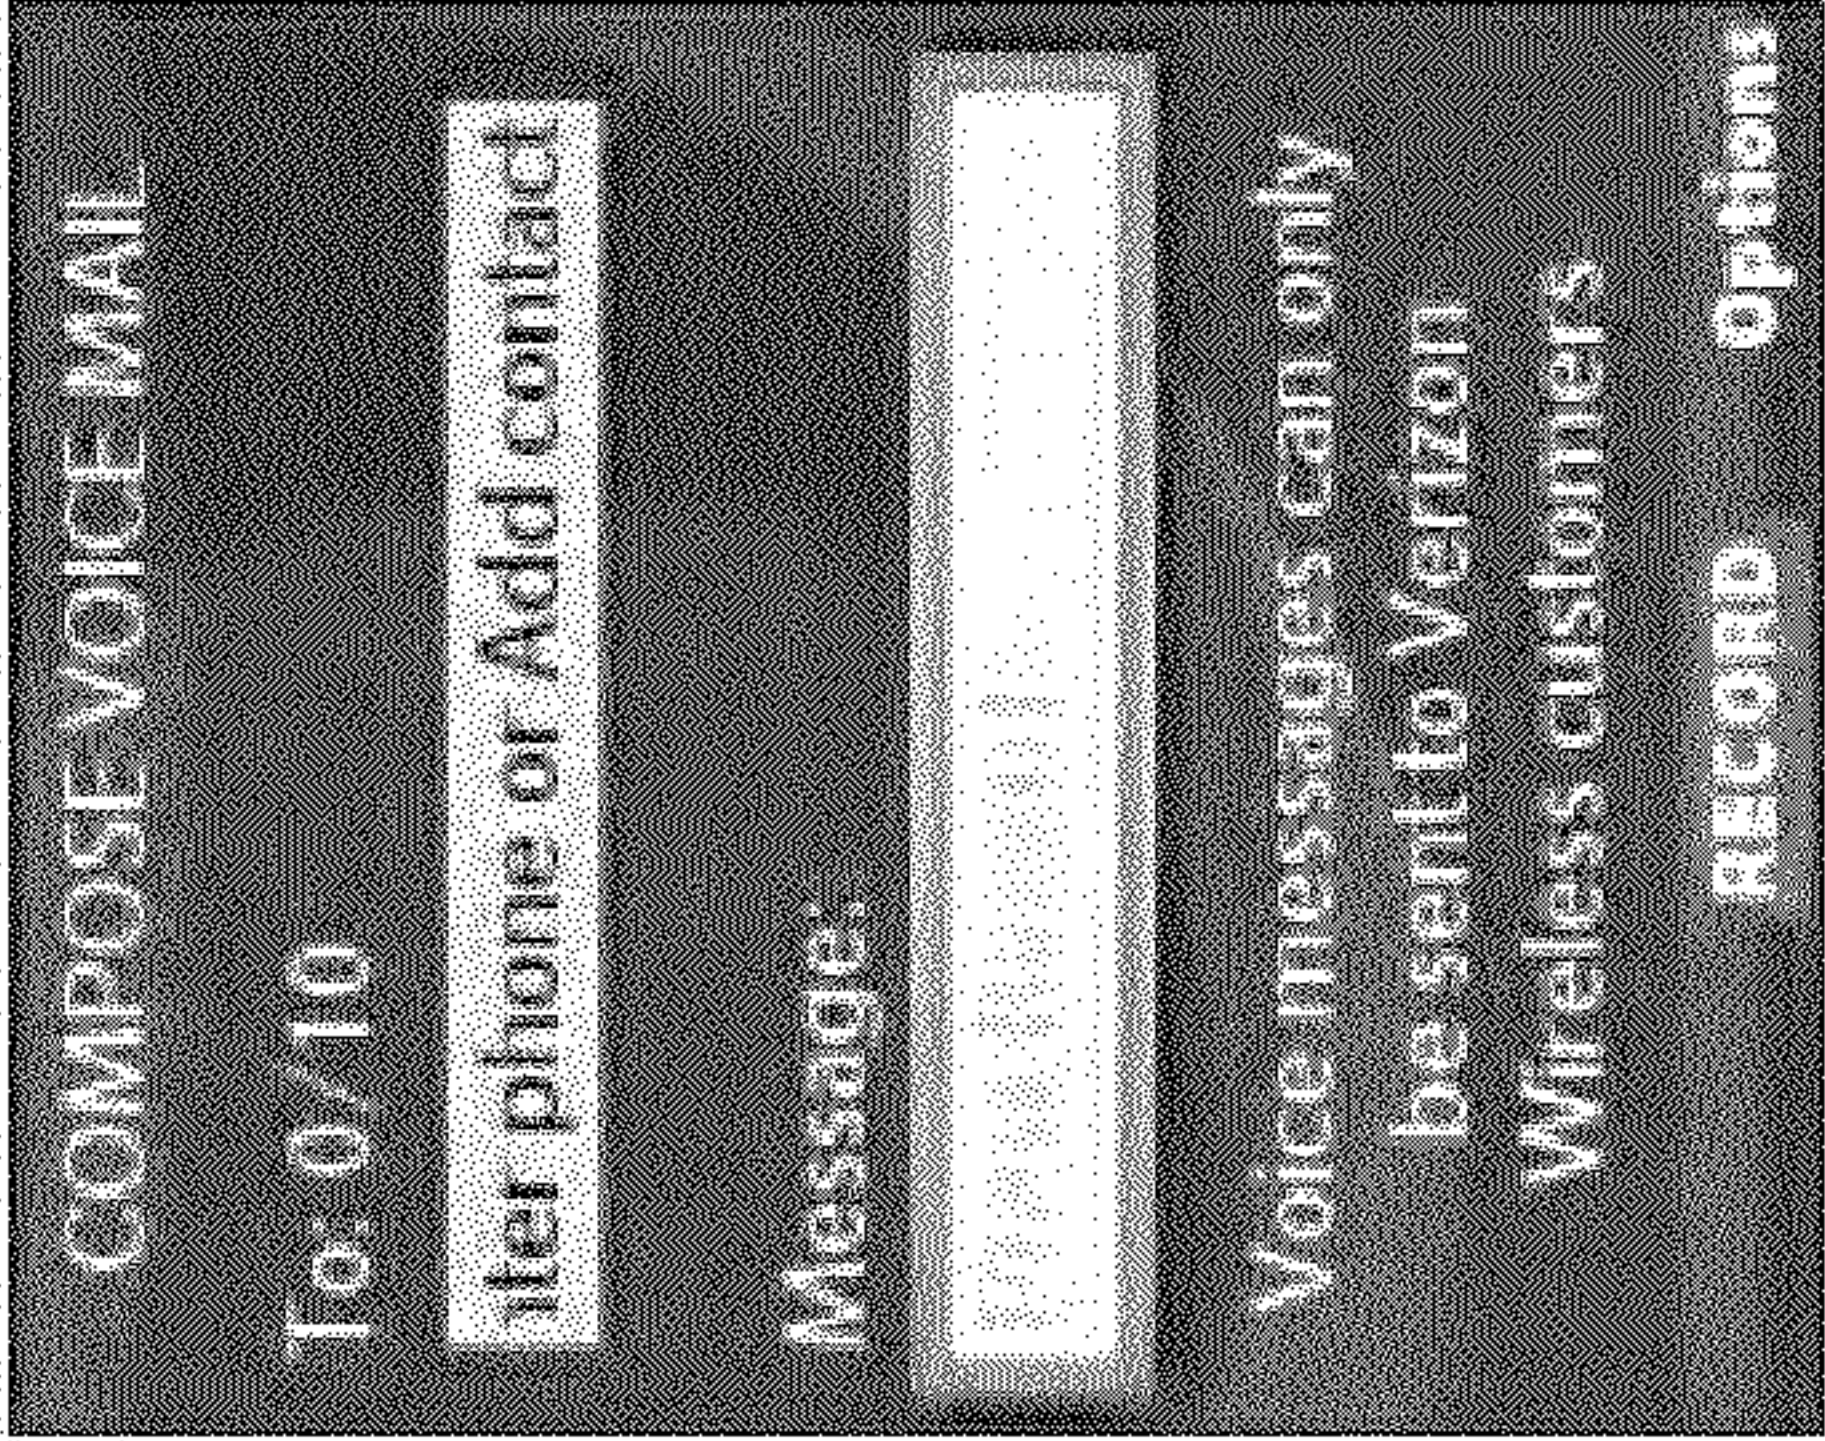 COMPOSE VOICE MAIL
To: 0/10
ter phone or Add contact
Message:
Voice messages can only
be sent to Verizon
Wireless customers
RECORD Options